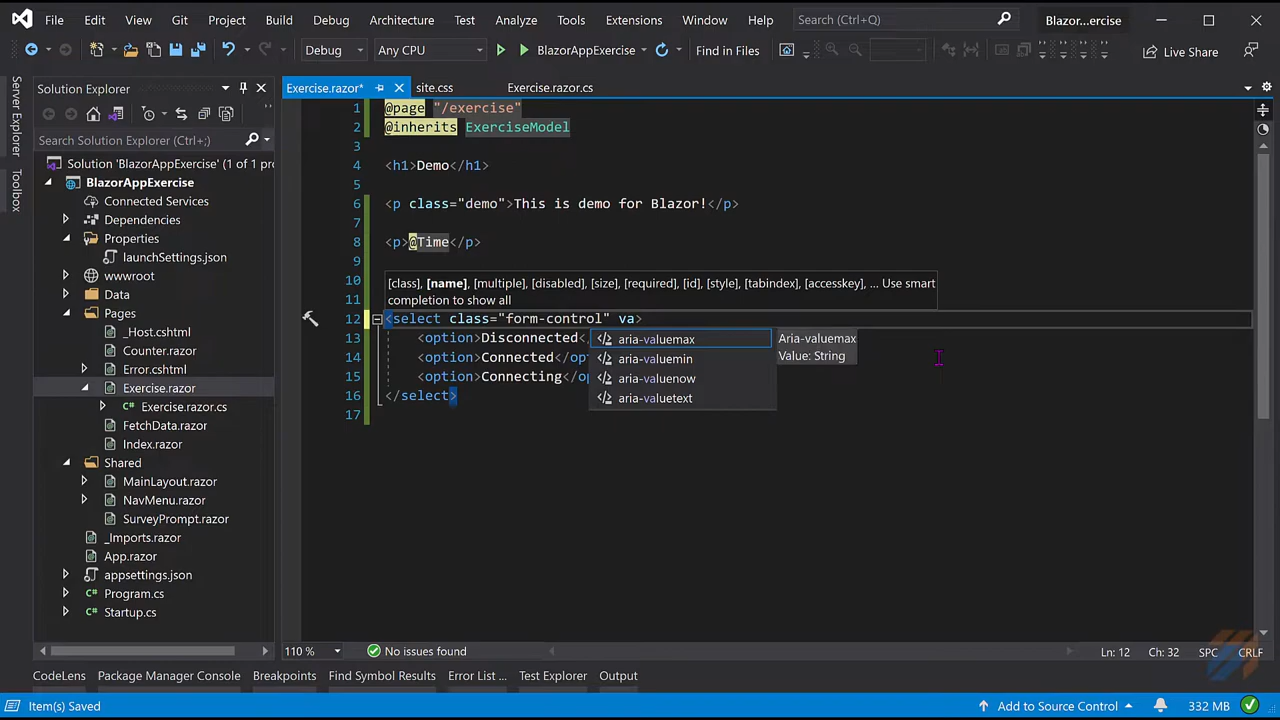 File Edit View Git Project Build Debug Architecture Test Analyze Tools Extensions Window Help Search (Ctrl+Q) Blazor...ercise
Debug Any CPU BlazorAppExercise Find in Files Live Share
Server Explorer
Toolbox
Solution Explorer
Search Solution Explorer (Ctrl+;)
Solution 'BlazorAppExercise' (1 of 1 pro
BlazorAppExercise
Connected Services
Dependencies
Properties
launchSettings.json
wwwroot
Data
Pages
_Host.cshtml
Counter.razor
Error.cshtml
Exercise.razor
Exercise.razor.cs
FetchData.razor
Index.razor
Shared
MainLayout.razor
NavMenu.razor
SurveyPrompt.razor
_Imports.razor
App.razor
appsettings.json
Program.cs
Startup.cs
Exercise.razor* site.css Exercise.razor.cs
1 @page "/exercise"
2 @inherits ExerciseModel
3
4 <h1>Demo</h1>
5
6 <p class="demo">This is demo for Blazor!</p>
7
8 <p>@Time</p>
9
10 [class], [name], [multiple], [disabled], [size], [required], [id], [style], [tabindex], [accesskey], ... Use smart
11 completion to show all
12 <select class="form-control" va>
13 <option>Disconnected<
14 <option>Connected</op
15 <option>Connecting</op
16 </select>
17
aria-valuemax
aria-valuemin
aria-valuenow
aria-valuetext
Aria-valuemax
Value: String
110 % No issues found Ln: 12 Ch: 32 SPC CRLF
CodeLens Package Manager Console Breakpoints Find Symbol Results Error List ... Test Explorer Output
Item(s) Saved Add to Source Control 332 MB